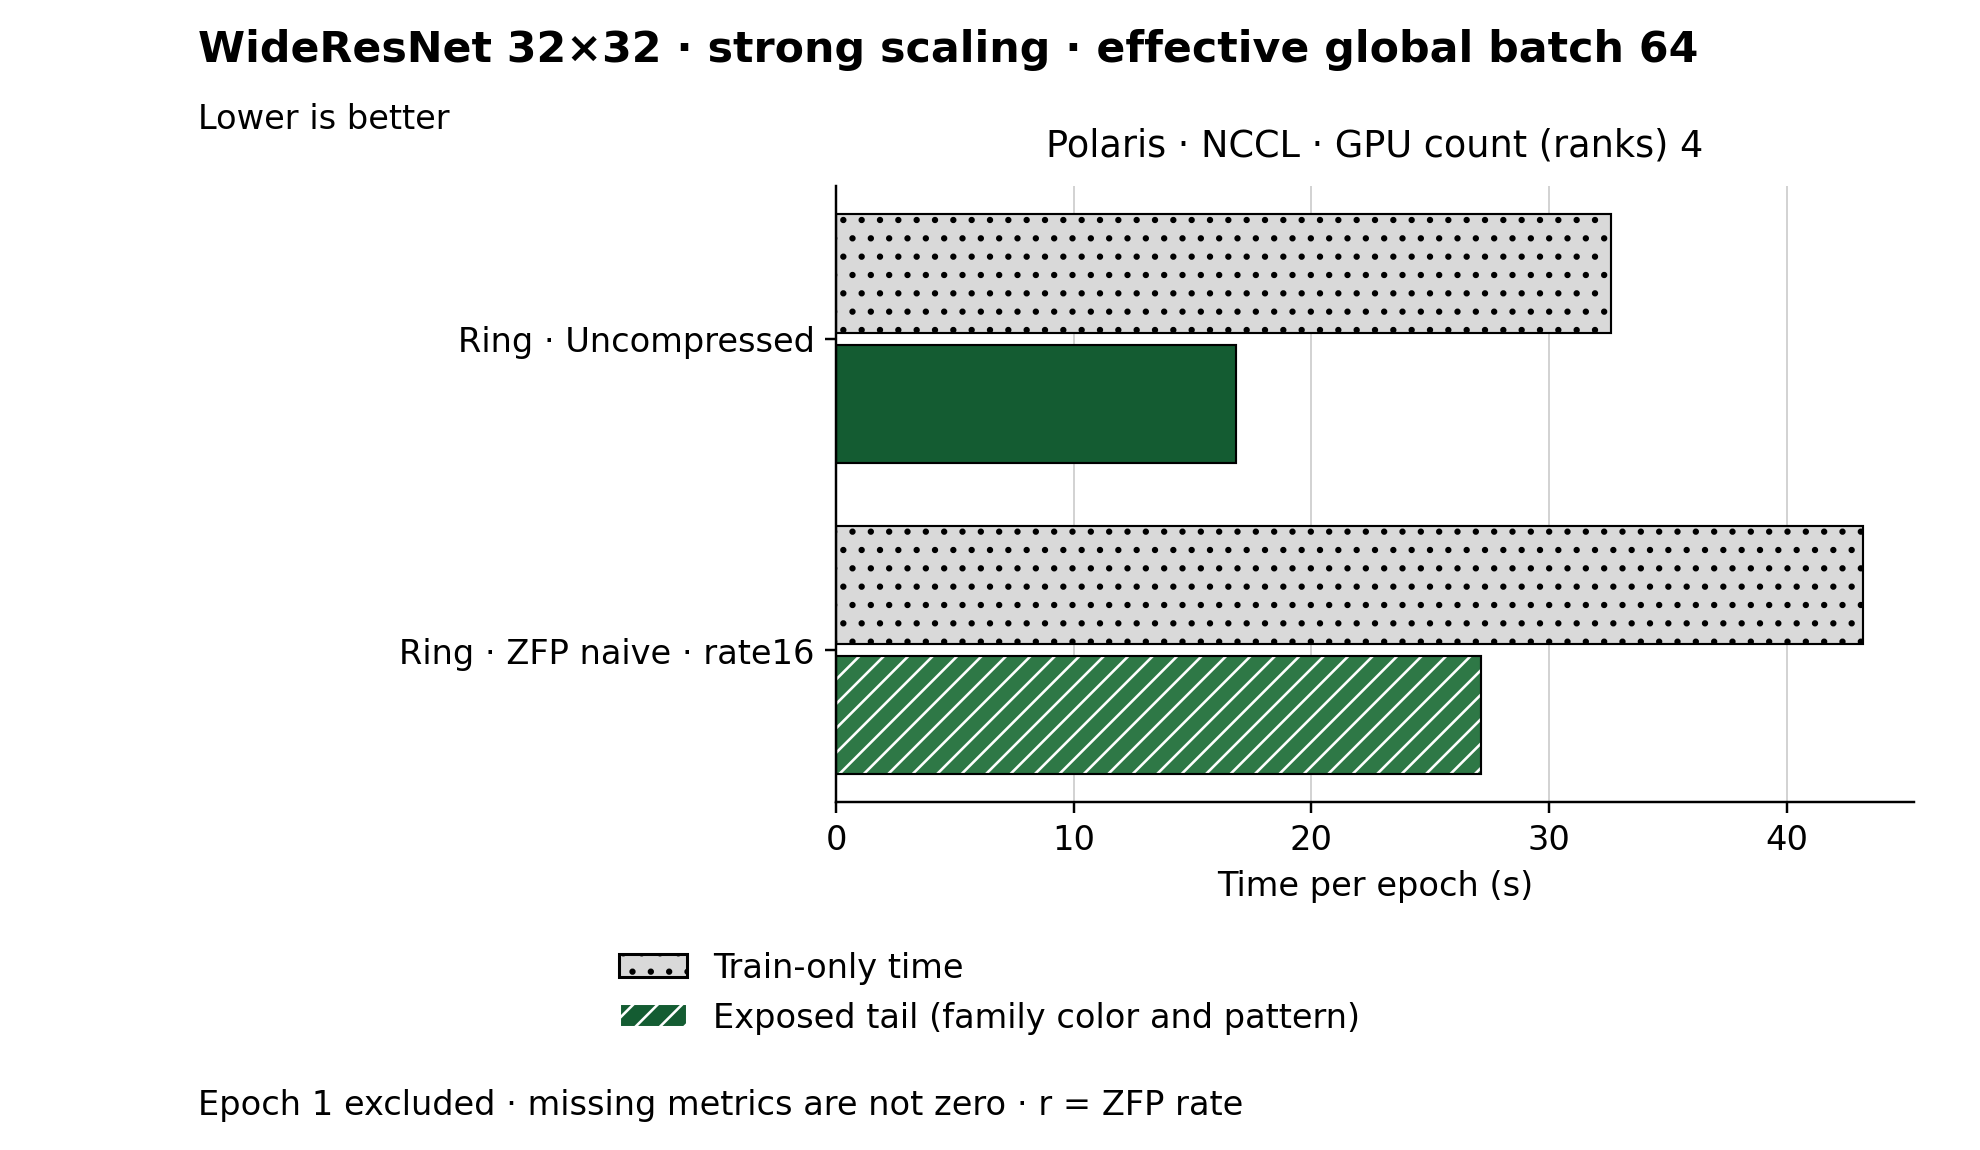 WideResNet 32×32 · strong scaling · effective global batch 64
Lower is better
Polaris · NCCL · GPU count (ranks) 4
Ring · Uncompressed
Ring · ZFP naive · rate16
0 10 20 30 40
Time per epoch (s)
Train-only time
Exposed tail (family color and pattern)
Epoch 1 excluded · missing metrics are not zero · r = ZFP rate